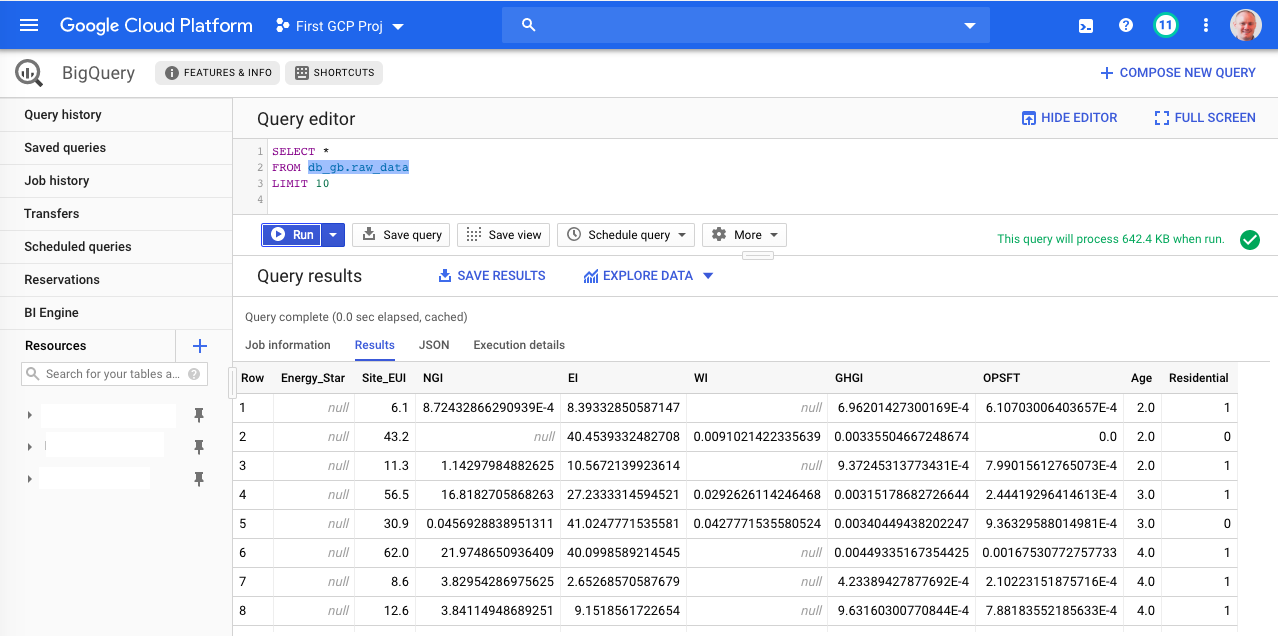 Google Cloud Platform First GCP Proj 11
BigQuery FEATURES & INFO SHORTCUTS COMPOSE NEW QUERY
Query history
Saved queries
Job history
Transfers
Scheduled queries
Reservations
BI Engine
Resources
Search for your tables a...
Query editor HIDE EDITOR FULL SCREEN
1 SELECT *
2 FROM db_gb.raw_data
3 LIMIT 10
4
Run Save query Save view Schedule query More This query will process 642.4 KB when run.
Query results SAVE RESULTS EXPLORE DATA
Query complete (0.0 sec elapsed, cached)
Job information Results JSON Execution details
Row Energy_Star Site_EUI NGI EI WI GHGI OPSFT Age Residential
1 null 6.1 8.72432866290939E-4 8.39332850587147 null 6.96201427300169E-4 6.10703006403657E-4 2.0 1
2 null 43.2 null 40.4539332482708 0.0091021422335639 0.00335504667248674 0.0 2.0 0
3 null 11.3 1.14297984882625 10.5672139923614 null 9.37245313773431E-4 7.99015612765073E-4 2.0 1
4 null 56.5 16.8182705868263 27.2333314594521 0.0292626114246468 0.00315178682726644 2.44419296414613E-4 3.0 1
5 null 30.9 0.0456928838951311 41.0247771535581 0.0427771535580524 0.00340449438202247 9.36329588014981E-4 3.0 0
6 null 62.0 21.9748650936409 40.0998589214545 null 0.00449335167354425 0.00167530772757733 4.0 1
7 null 8.6 3.82954286975625 2.65268570587679 null 4.23389427877692E-4 2.10223151875716E-4 4.0 1
8 null 12.6 3.84114948689251 9.1518561722654 null 9.63160300770844E-4 7.88183552185633E-4 4.0 1